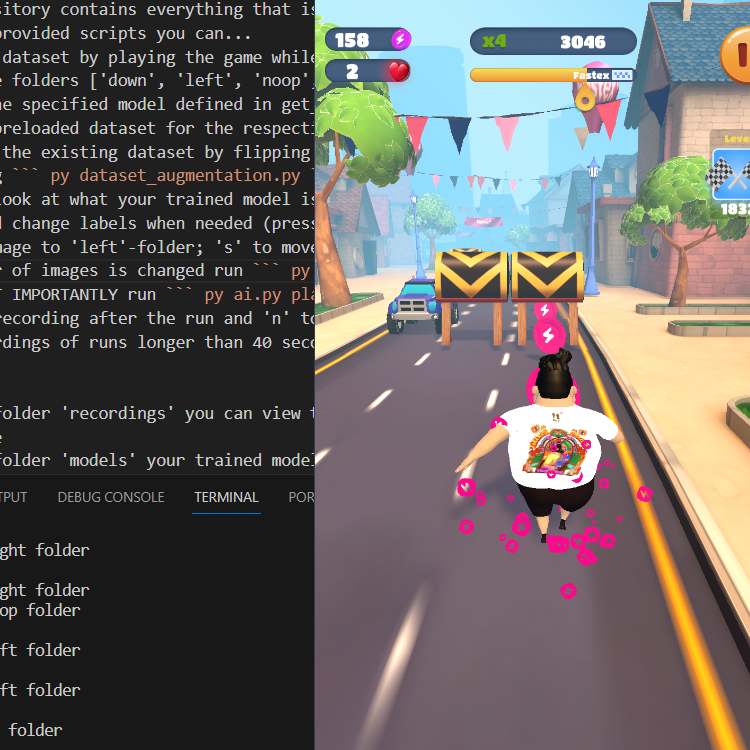 sitory contains everything that is
provided scripts you can...
dataset by playing the game while
e folders ['down', 'left', 'noop'
he specified model defined in get_
preloaded dataset for the respecti
the existing dataset by flipping
g ``` py dataset_augmentation.py `
look at what your trained model is
d change labels when needed (press
mage to 'left'-folder; 's' to move
r of images is changed run ``` py
T IMPORTANTLY run ``` py ai.py pla
recording after the run and 'n' to
rdings of runs longer than 40 seco
folder 'recordings' you can view t
e
folder 'models' your trained model
TPUT DEBUG CONSOLE TERMINAL POR
ght folder
ght folder
op folder
ft folder
ft folder
folder
158
2
x4 3046
Fastex
Leve
1832